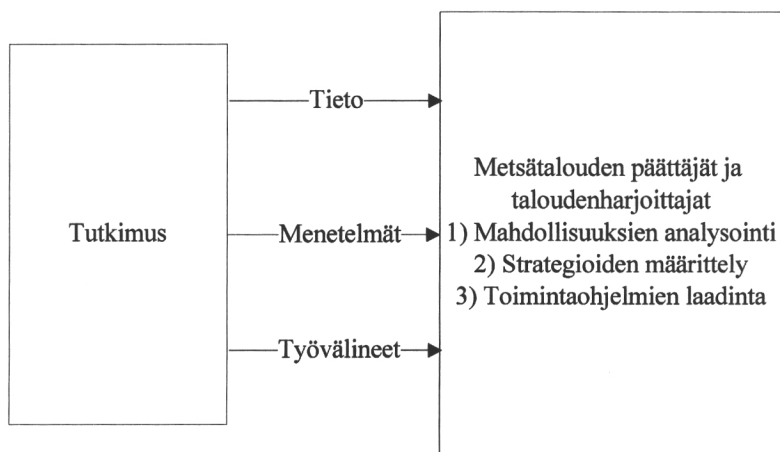 Tutkimus
Tieto
Menetelmät
Työvälineet
Metsätalouden päättäjät ja
taloudenharjoittajat
1) Mahdollisuuksien analysointi
2) Strategioiden määrittely
3) Toimintaohjelmien laadinta